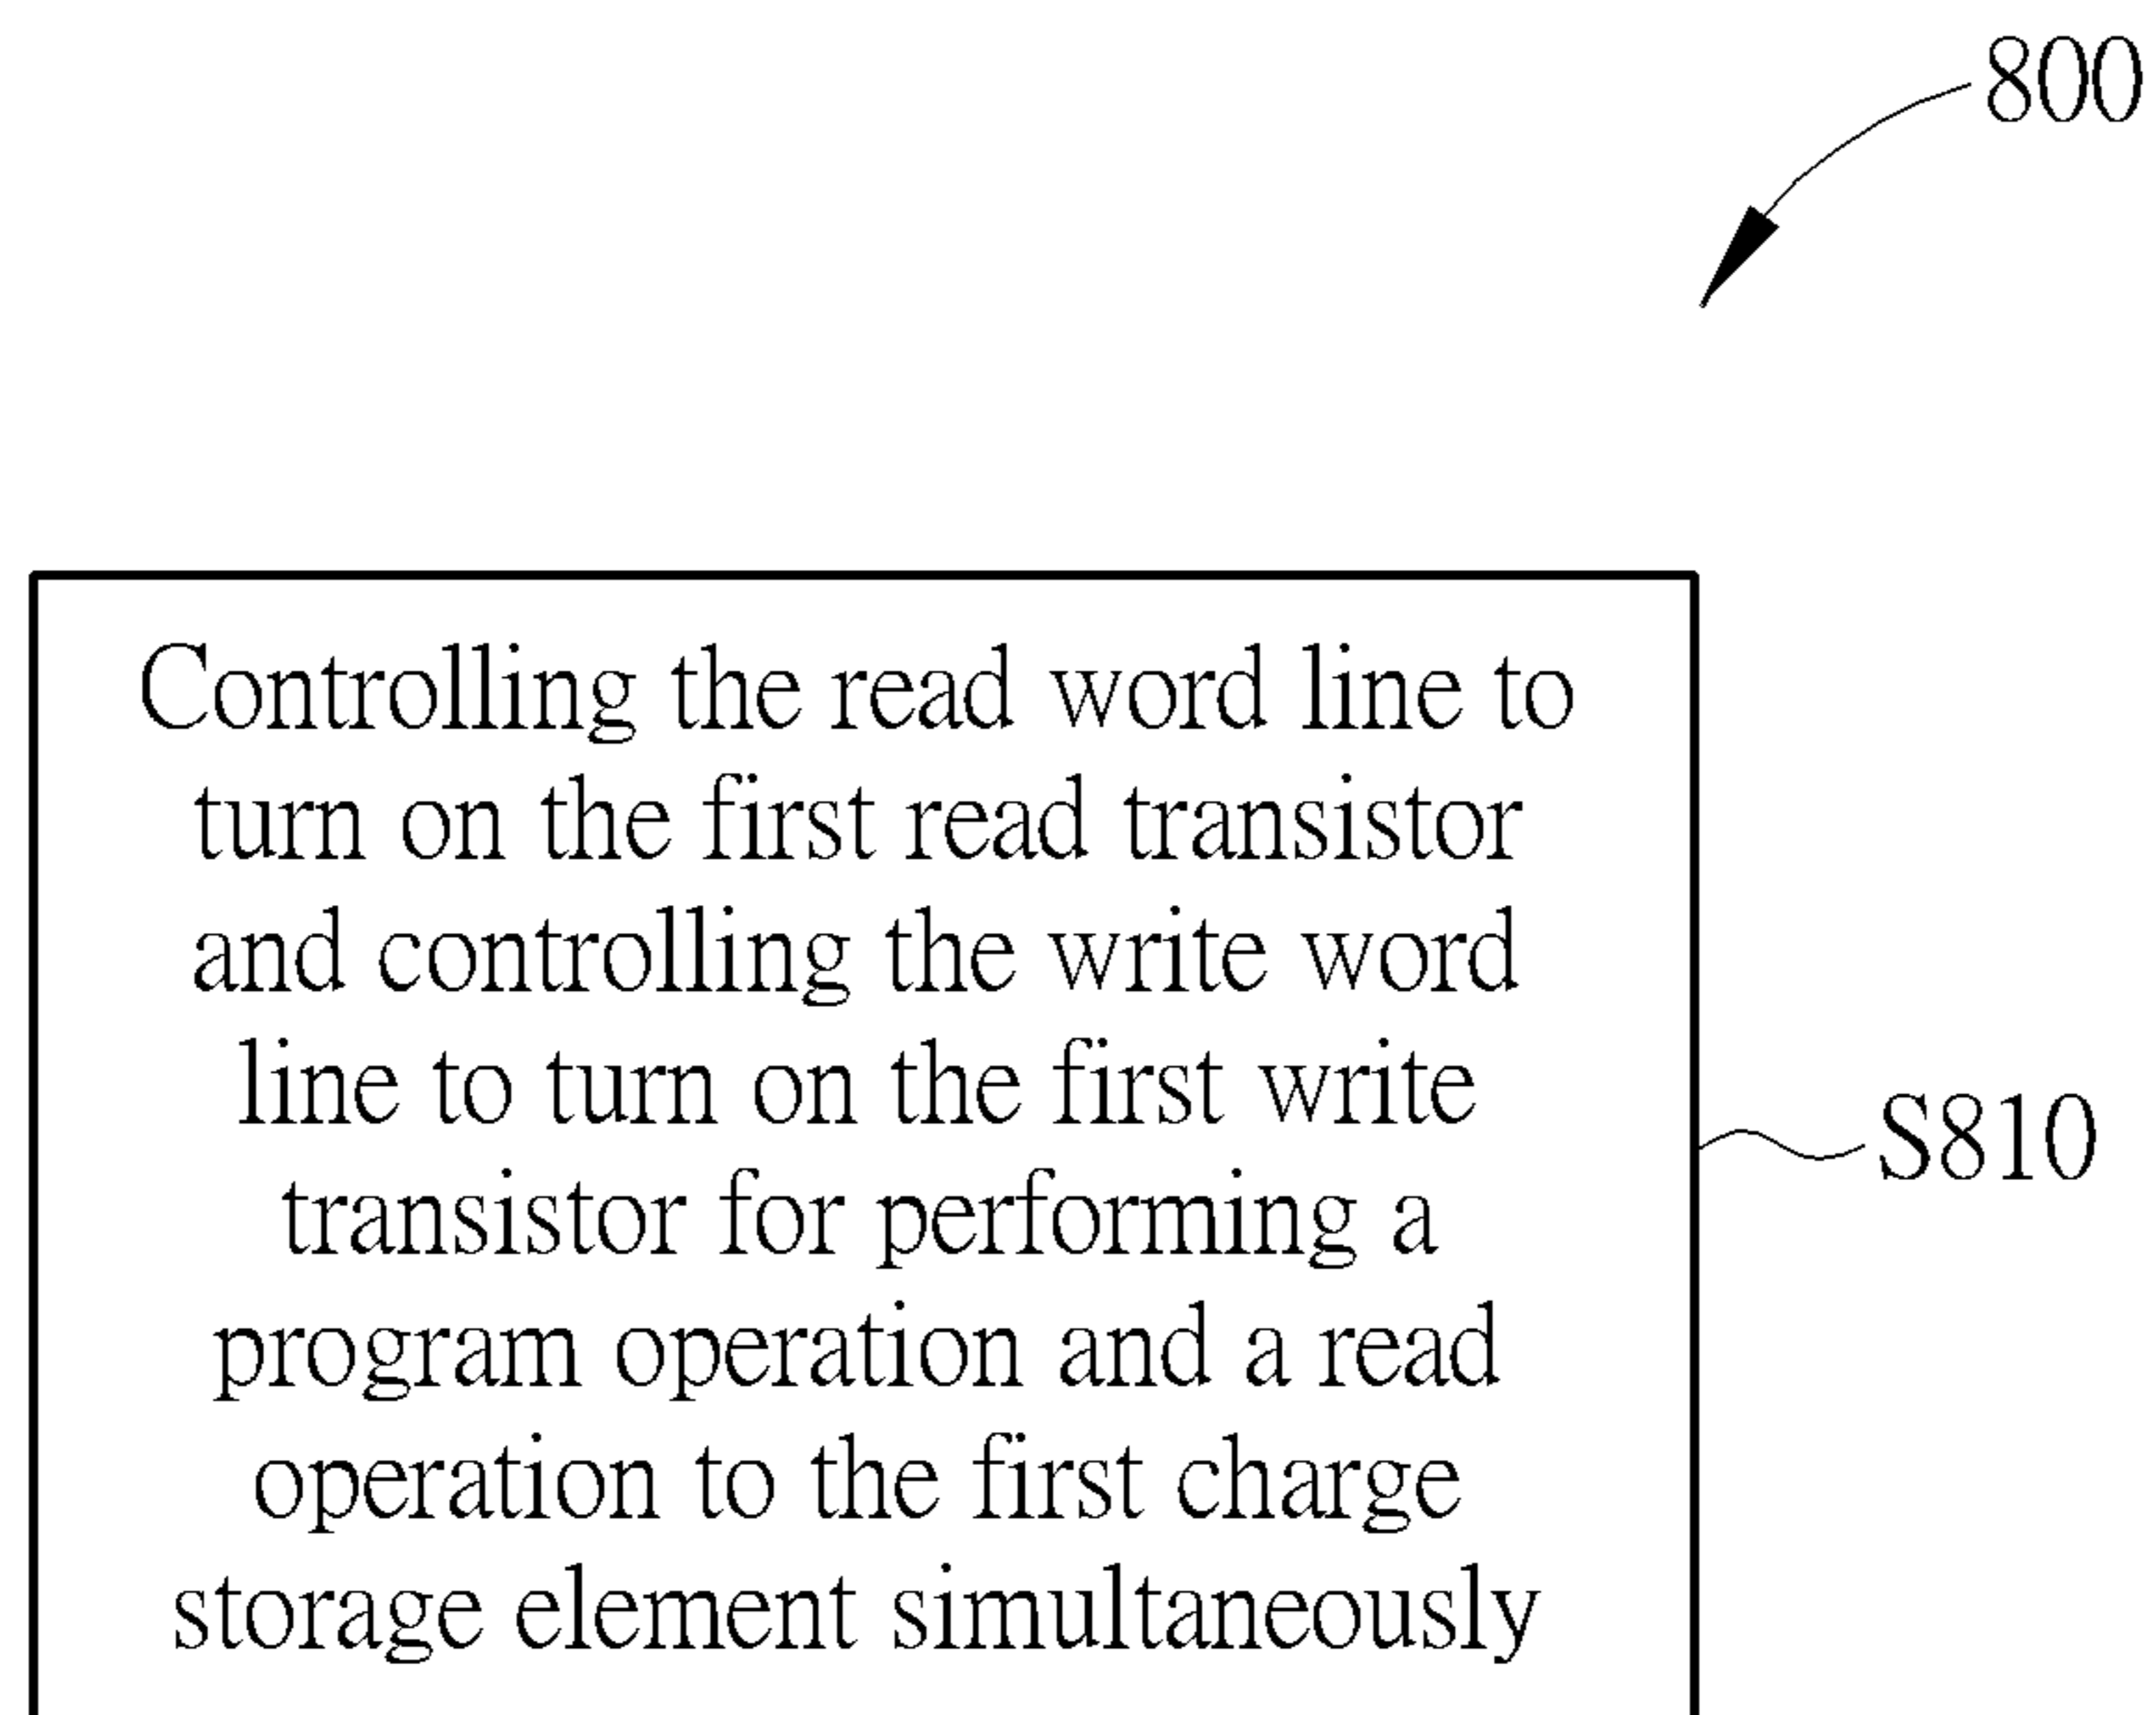 800
Controlling the read word line to
turn on the first read transistor
and controlling the write word
line to turn on the first write
transistor for performing a
program operation and a read
operation to the first charge
storage element simultaneously
S810